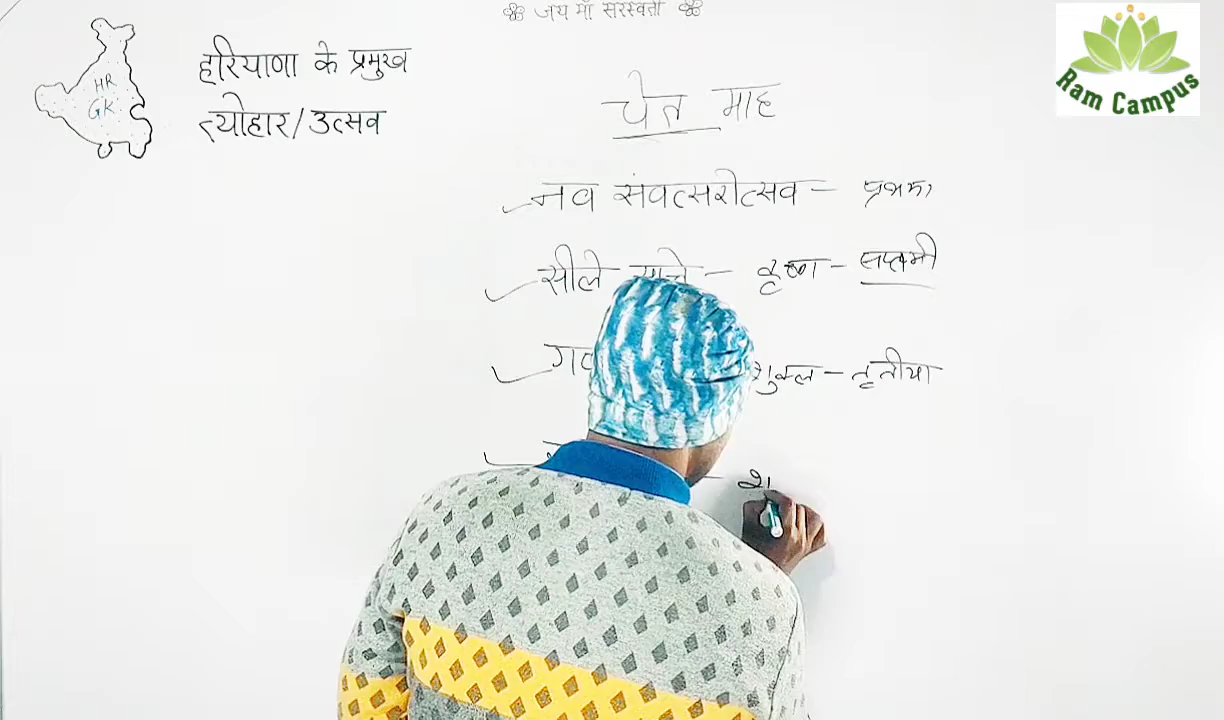 जय माँ सरस्वती
Ram Campus
HR
GK
हरियाणा के प्रमुख
त्योहार/उत्सव
चैत माह
नव संवत्सरोत्सव - प्रथमा
सीले - कृष्ण - सप्तमी
शुक्ल - तृतीया